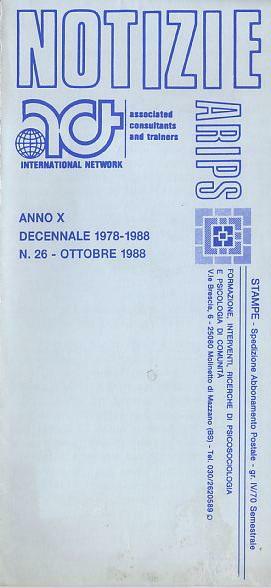 NOTIZIE
ARIPS
act
associated
consultants
and trainers
INTERNATIONAL NETWORK
ANNO X
DECENNALE 1978-1988
N. 26 - OTTOBRE 1988
STAMPE - Spedizione Abbonamento Postale - gr. IV/70 Semestrale
FORMAZIONE, INTERVENTI, RICERCHE DI PSICOSOCIOLOGIA
E PSICOLOGIA DI COMUNITÀ
V.le Brescia, 6 - 25080 Molinetto di Mazzano (BS) - Tel. 030/2620589